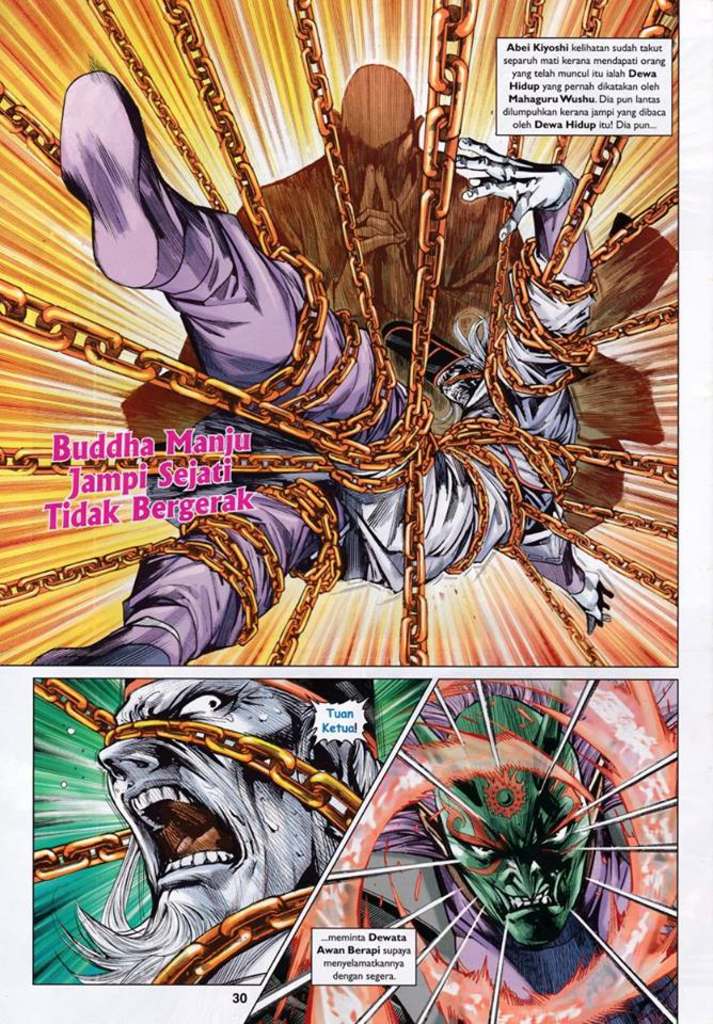 Abei Kiyoshi kelihatan sudah takut
separuh mati kerana mendapati orang
yang telah muncul itu ialah Dewa
Hidup yang pernah dikatakan oleh
Mahaguru Wushu. Dia pun lantas
dilumpuhkan kerana jampi yang dibaca
oleh Dewa Hidup itu! Dia pun...
Buddha Manju
Jampi Sejati
Tidak Bergerak
Tuan
Ketua!
...meminta Dewata
Awan Berapi supaya
menyelamatkannya
dengan segera.
30